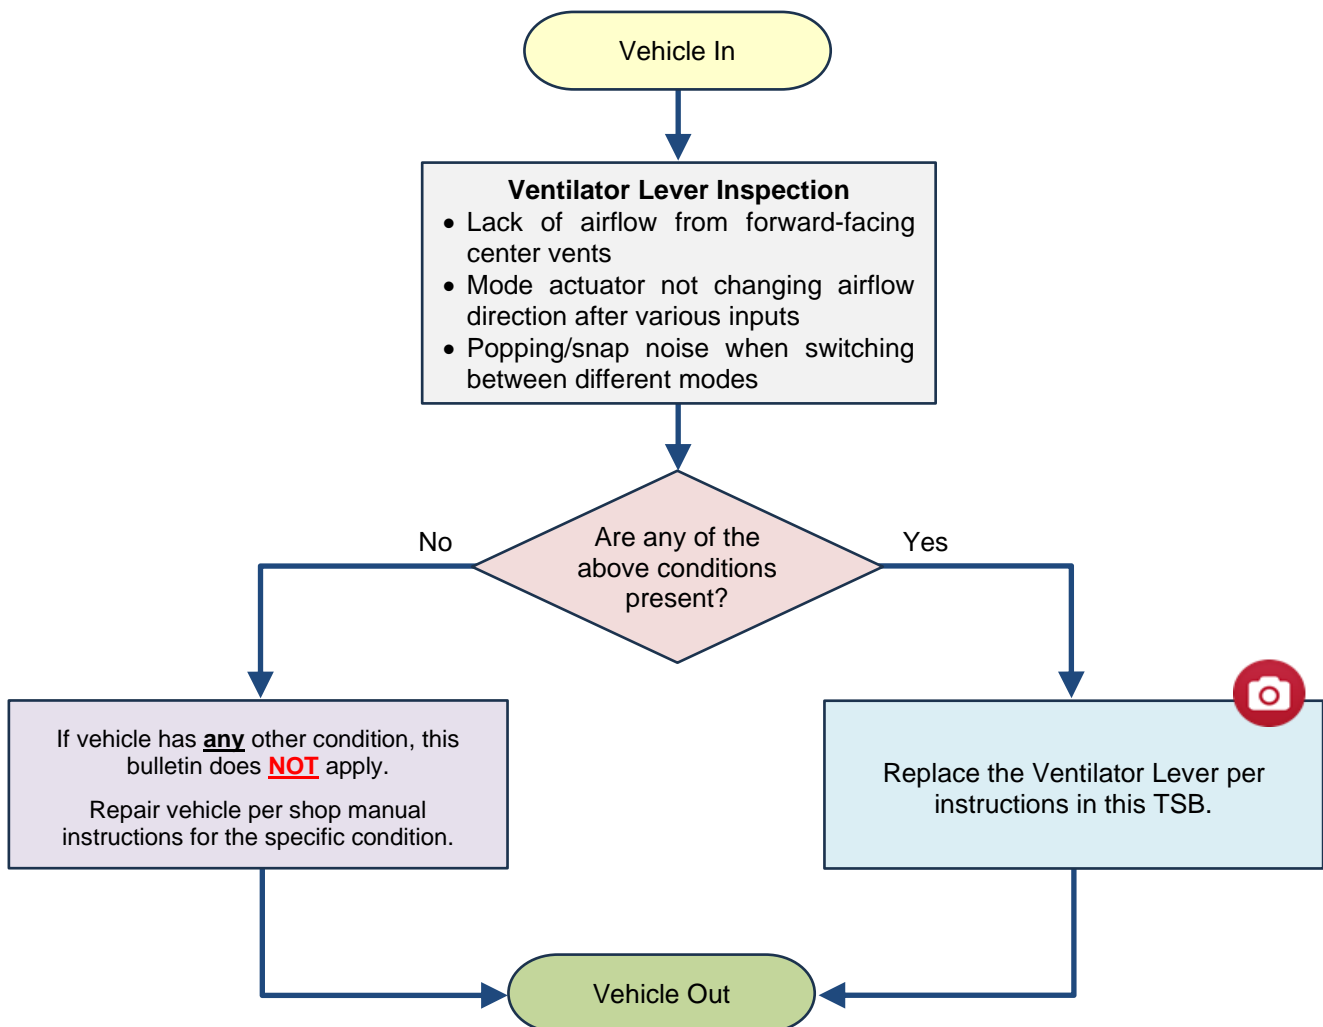 Vehicle In
Ventilator Lever Inspection
• Lack of airflow from forward-facing
center vents
• Mode actuator not changing airflow
direction after various inputs
• Popping/snap noise when switching
between different modes
No
Are any of the
above conditions
present?
Yes
If vehicle has any other condition, this
bulletin does NOT apply.
Repair vehicle per shop manual
instructions for the specific condition.
Replace the Ventilator Lever per
instructions in this TSB.
Vehicle Out